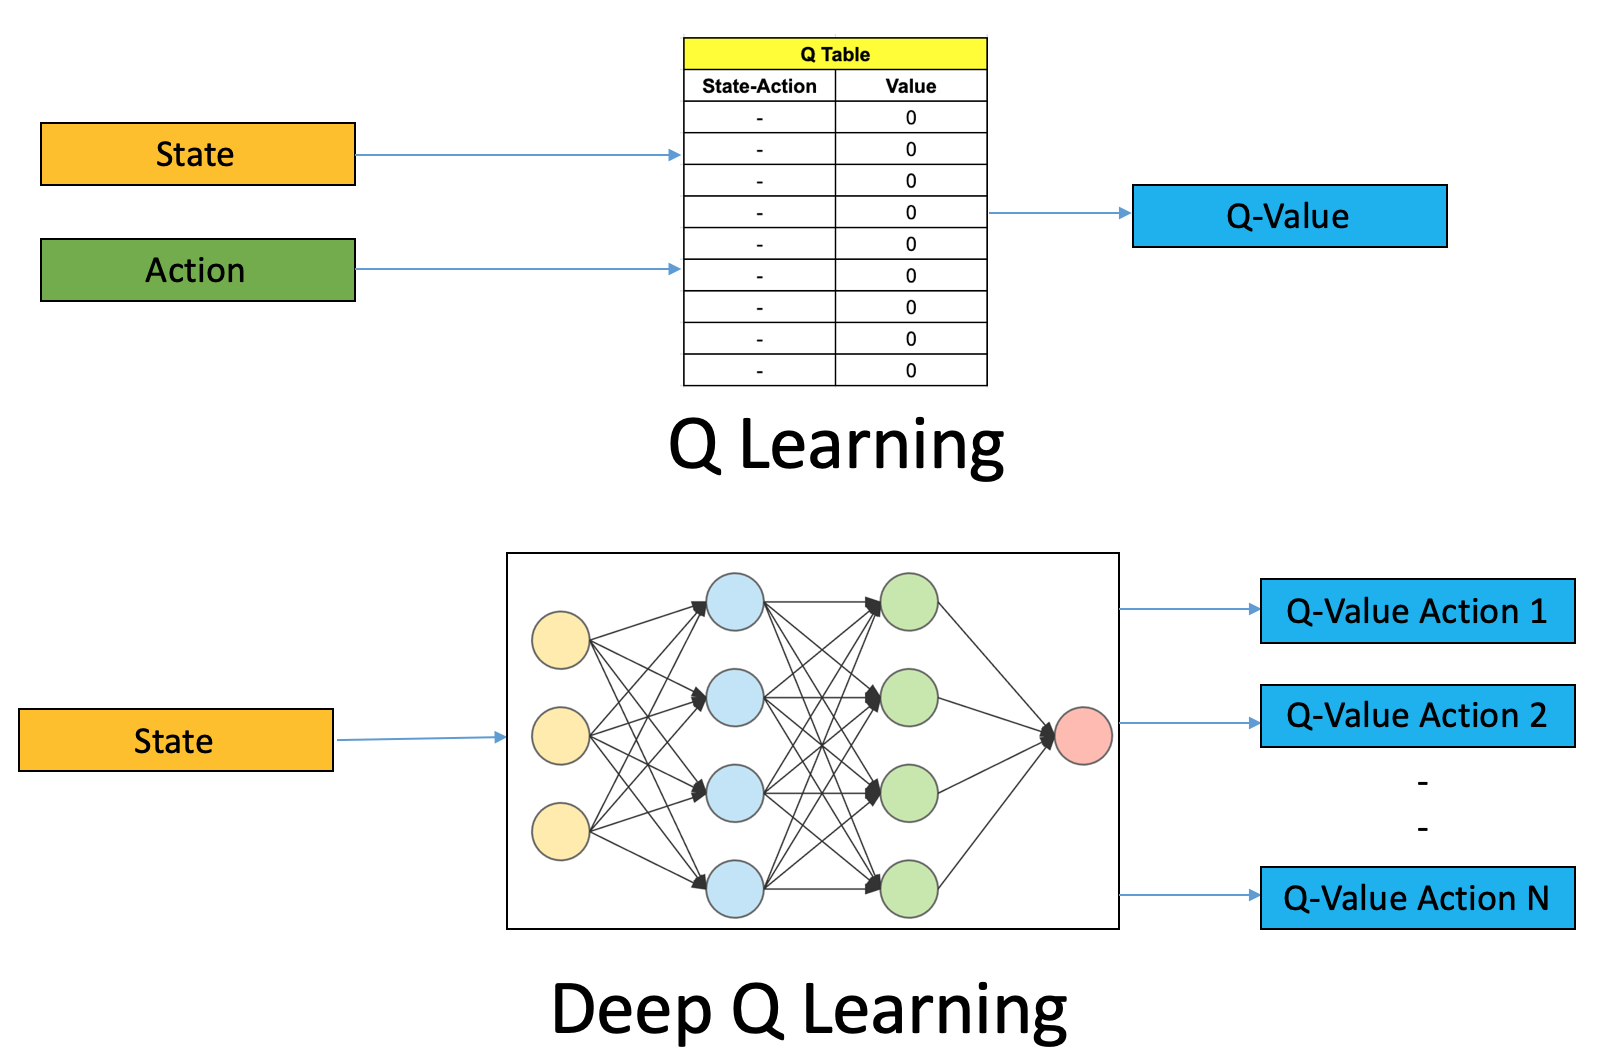 Q Table
State-Action Value
- 0
- 0
- 0
- 0
- 0
- 0
- 0
- 0
- 0
State
Action
Q-Value
Q Learning
State
Q-Value Action 1
Q-Value Action 2
-
-
Q-Value Action N
Deep Q Learning